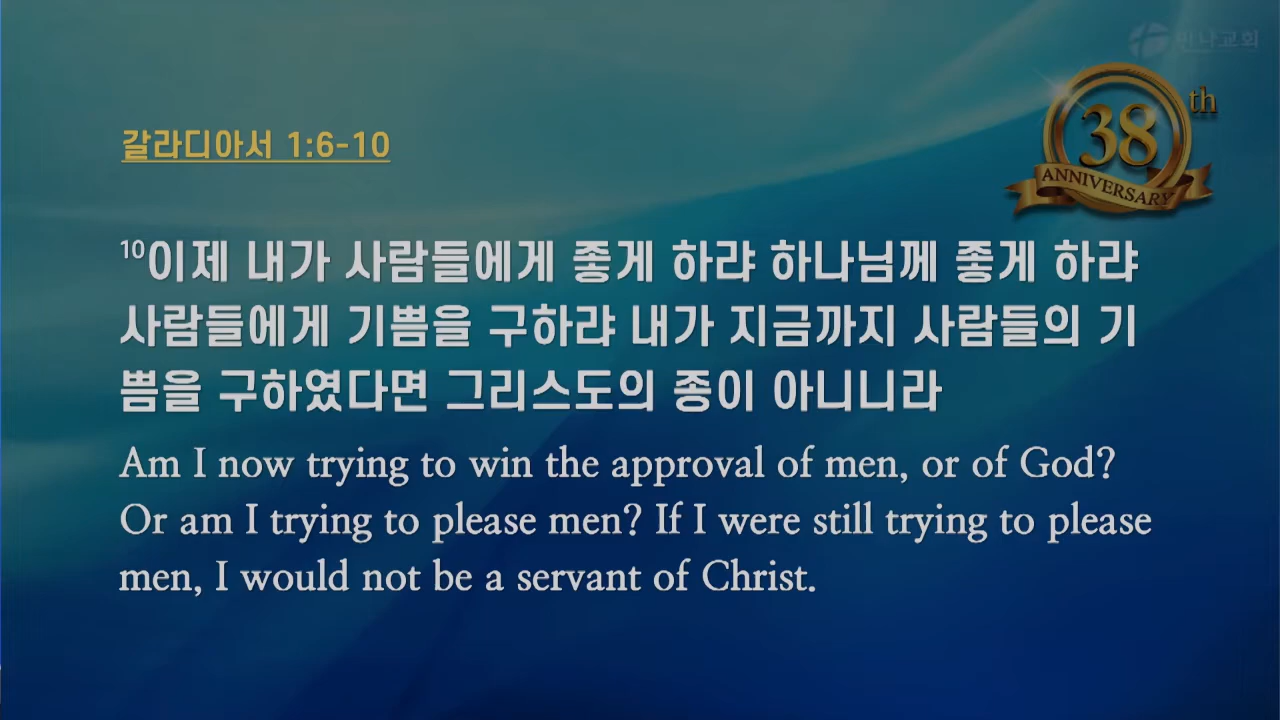 만나교회
38th
ANNIVERSARY
갈라디아서 1:6-10
10이제 내가 사람들에게 좋게 하랴 하나님께 좋게 하랴
사람들에게 기쁨을 구하랴 내가 지금까지 사람들의 기
쁨을 구하였다면 그리스도의 종이 아니니라
Am I now trying to win the approval of men, or of God?
Or am I trying to please men? If I were still trying to please
men, I would not be a servant of Christ.